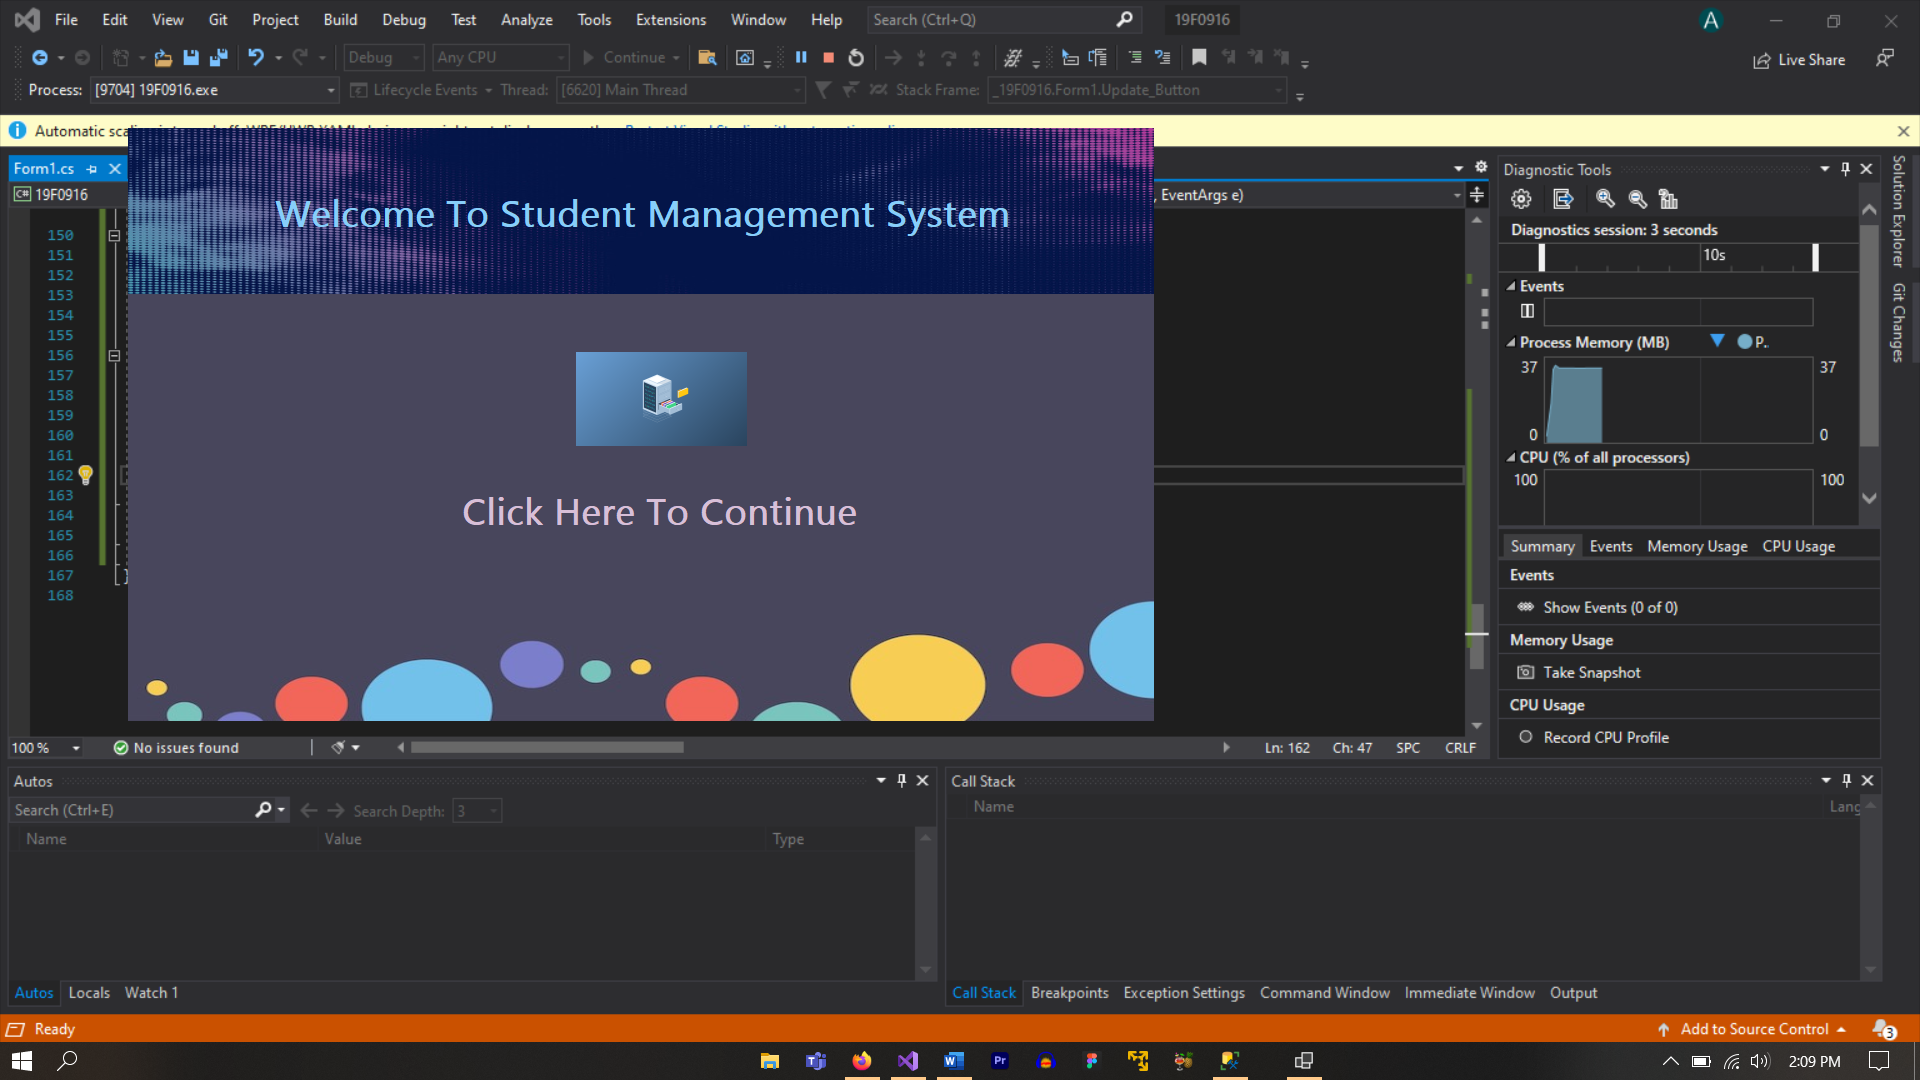 File Edit View Git Project Build Debug Test Analyze Tools Extensions Window Help Search (Ctrl+Q) 19F0916 A
Debug Any CPU Continue Live Share
Process: [9704] 19F0916.exe Lifecycle Events Thread: [6620] Main Thread Stack Frame: _19F0916.Form1.Update_Button
Form1.cs
19F0916
, EventArgs e)
Welcome To Student Management System
Click Here To Continue
150
151
152
153
154
155
156
157
158
159
160
161
162
163
164
165
166
167 }
168
Diagnostic Tools
Diagnostics session: 3 seconds
10s
Events
Process Memory (MB) P..
37 37
0 0
CPU (% of all processors)
100 100
Summary Events Memory Usage CPU Usage
Events
Show Events (0 of 0)
Memory Usage
Take Snapshot
CPU Usage
Record CPU Profile
Solution Explorer
Git Changes
100 % No issues found Ln: 162 Ch: 47 SPC CRLF
Autos
Search (Ctrl+E) Search Depth: 3
Name Value Type
Autos Locals Watch 1
Call Stack
Name Lang
Call Stack Breakpoints Exception Settings Command Window Immediate Window Output
Ready Add to Source Control 3
2:09 PM